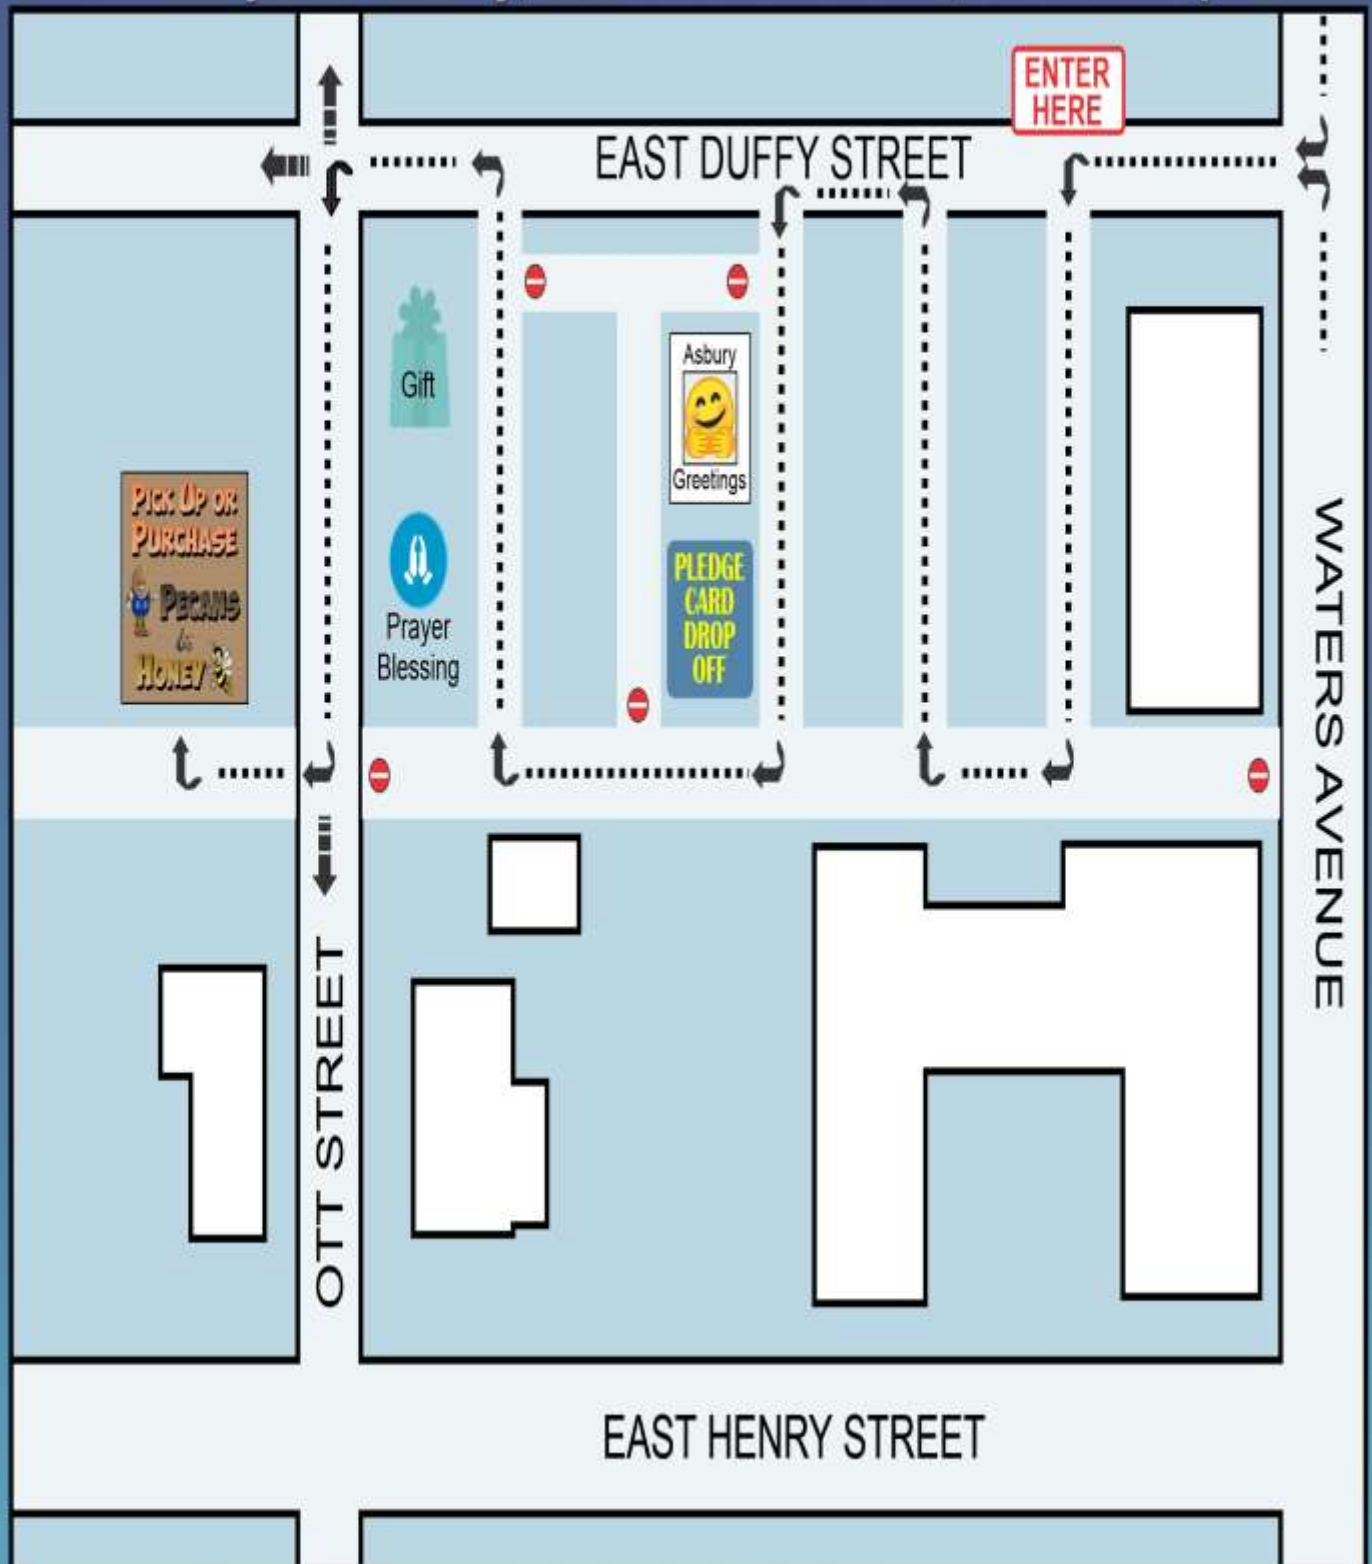 ENTER
HERE
EAST DUFFY STREET
Gift
Asbury
Greetings
PICK UP OR
PURCHASE
PECANS
HONEY
PLEDGE
CARD
DROP
OFF
Prayer
Blessing
WATERS AVENUE
OTT STREET
EAST HENRY STREET